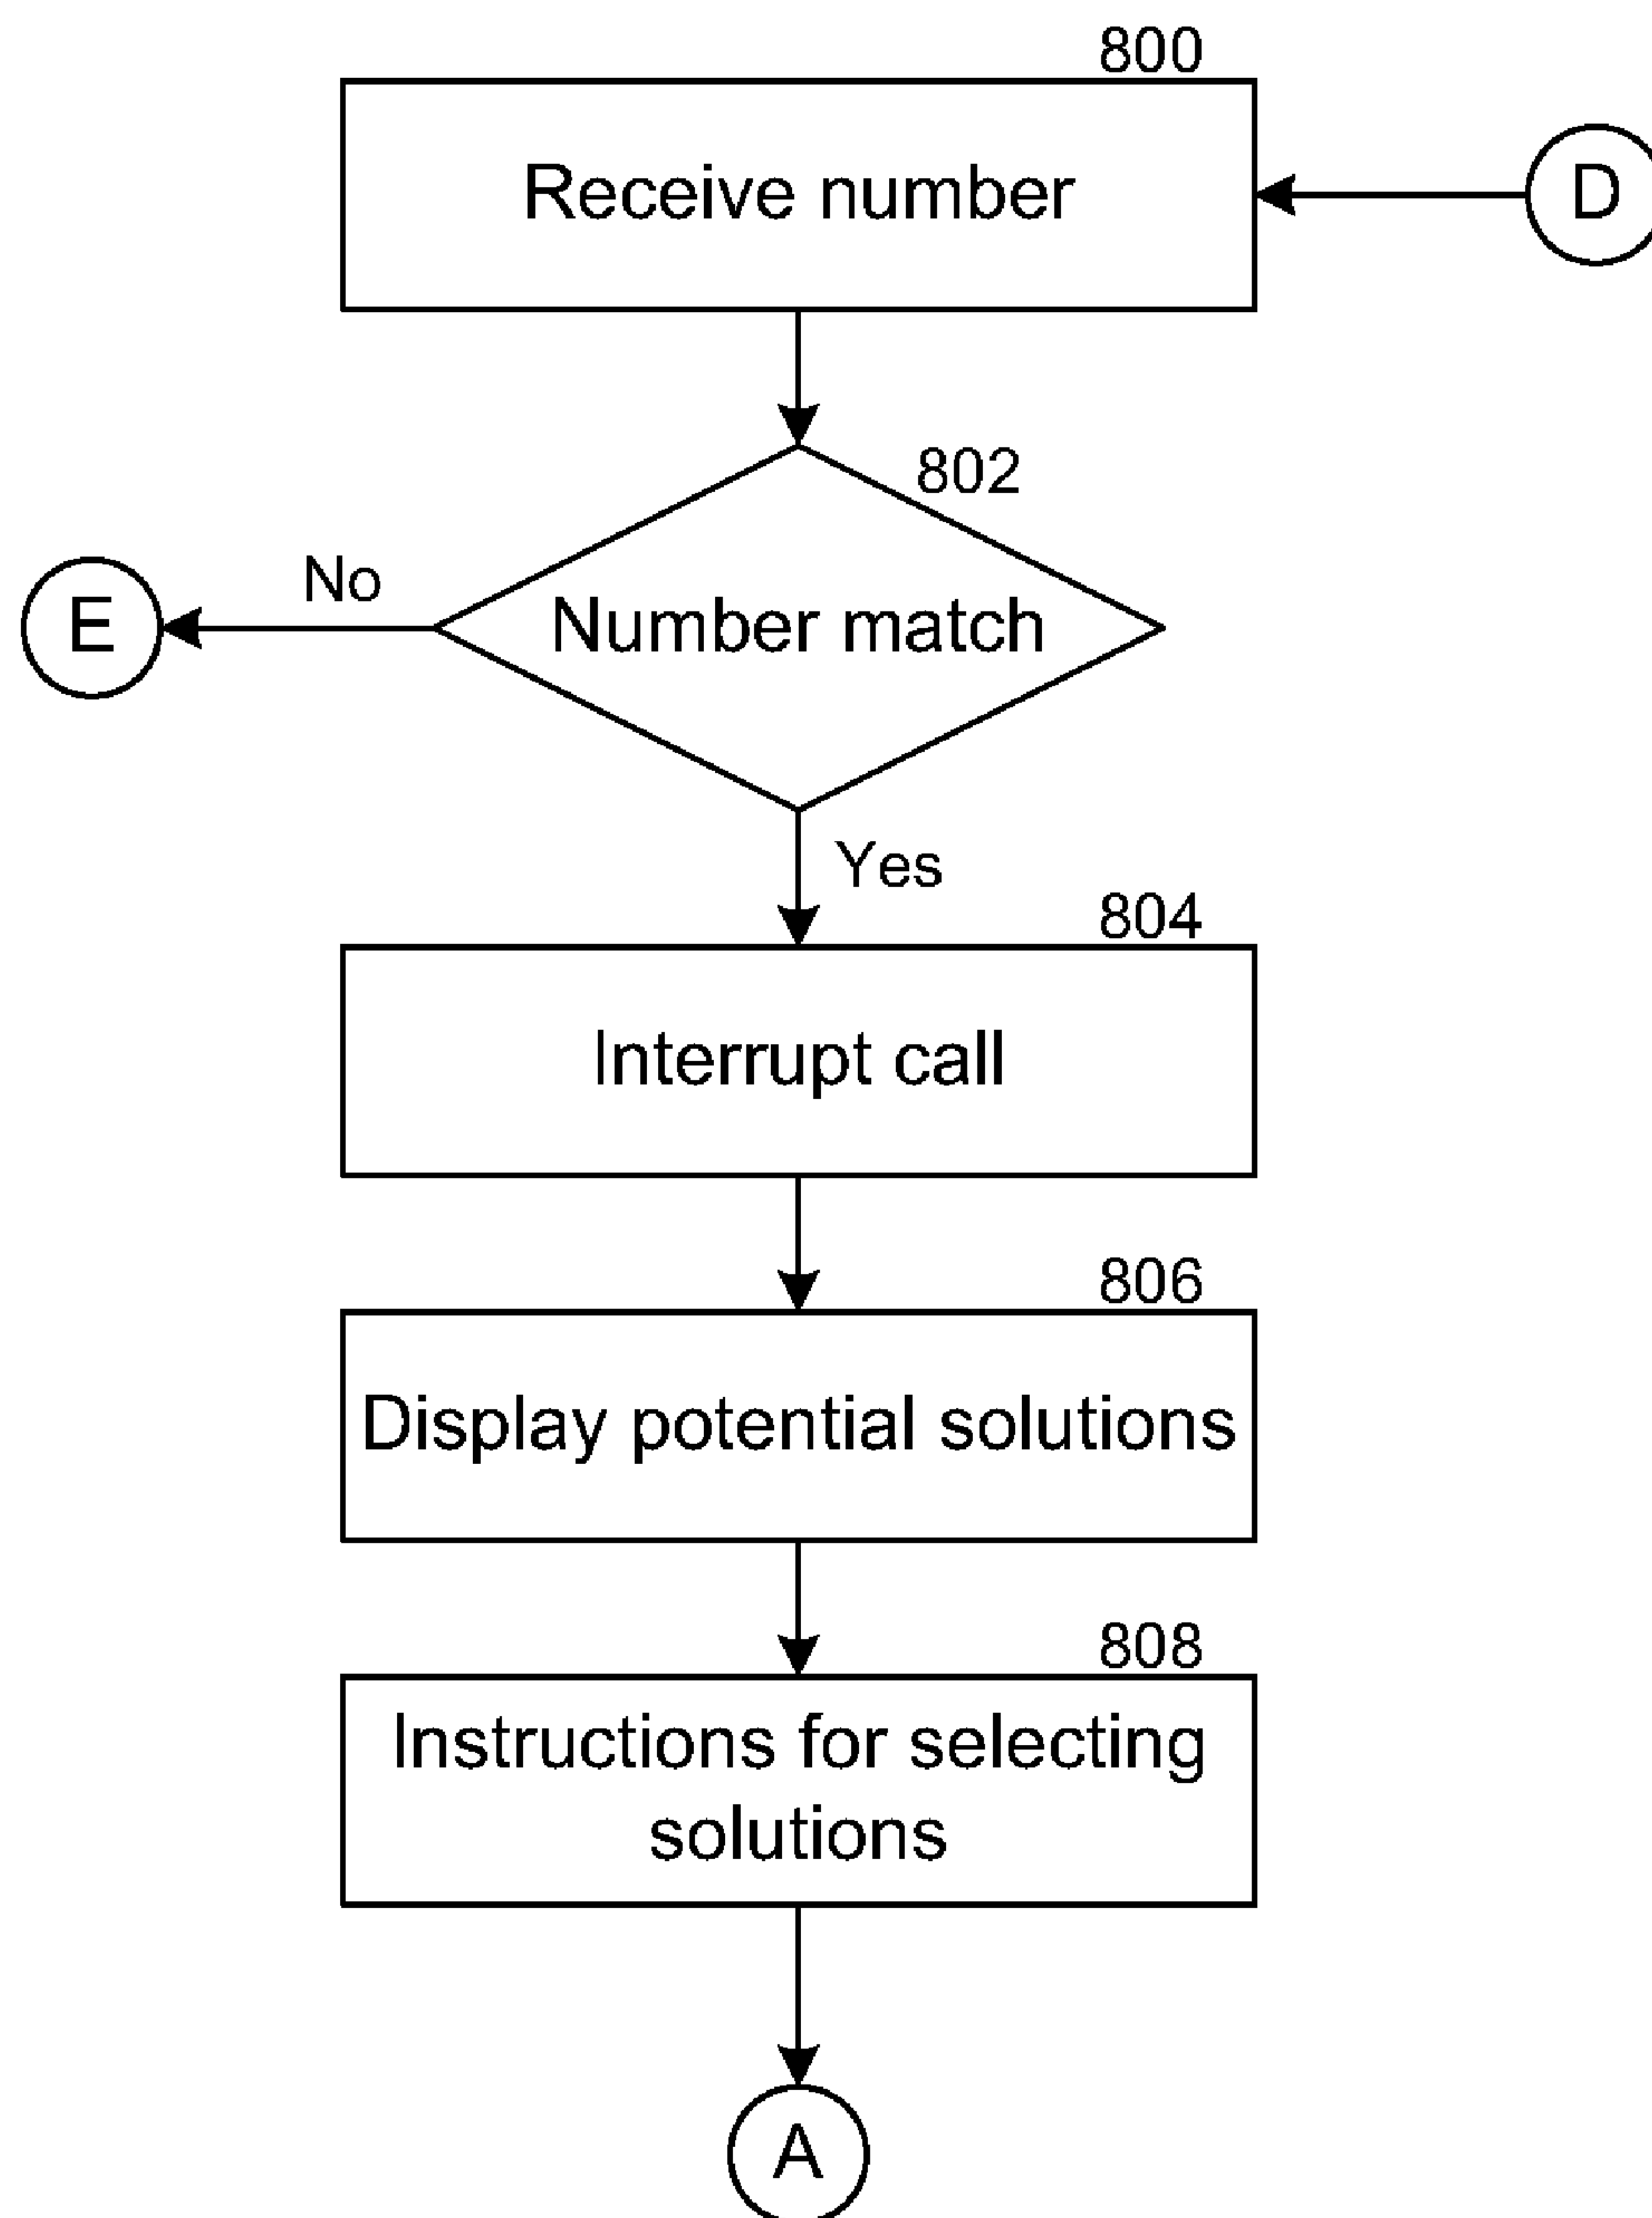 800
Receive number
D
802
No
E
Number match
Yes
804
Interrupt call
806
Display potential solutions
808
Instructions for selecting
solutions
A